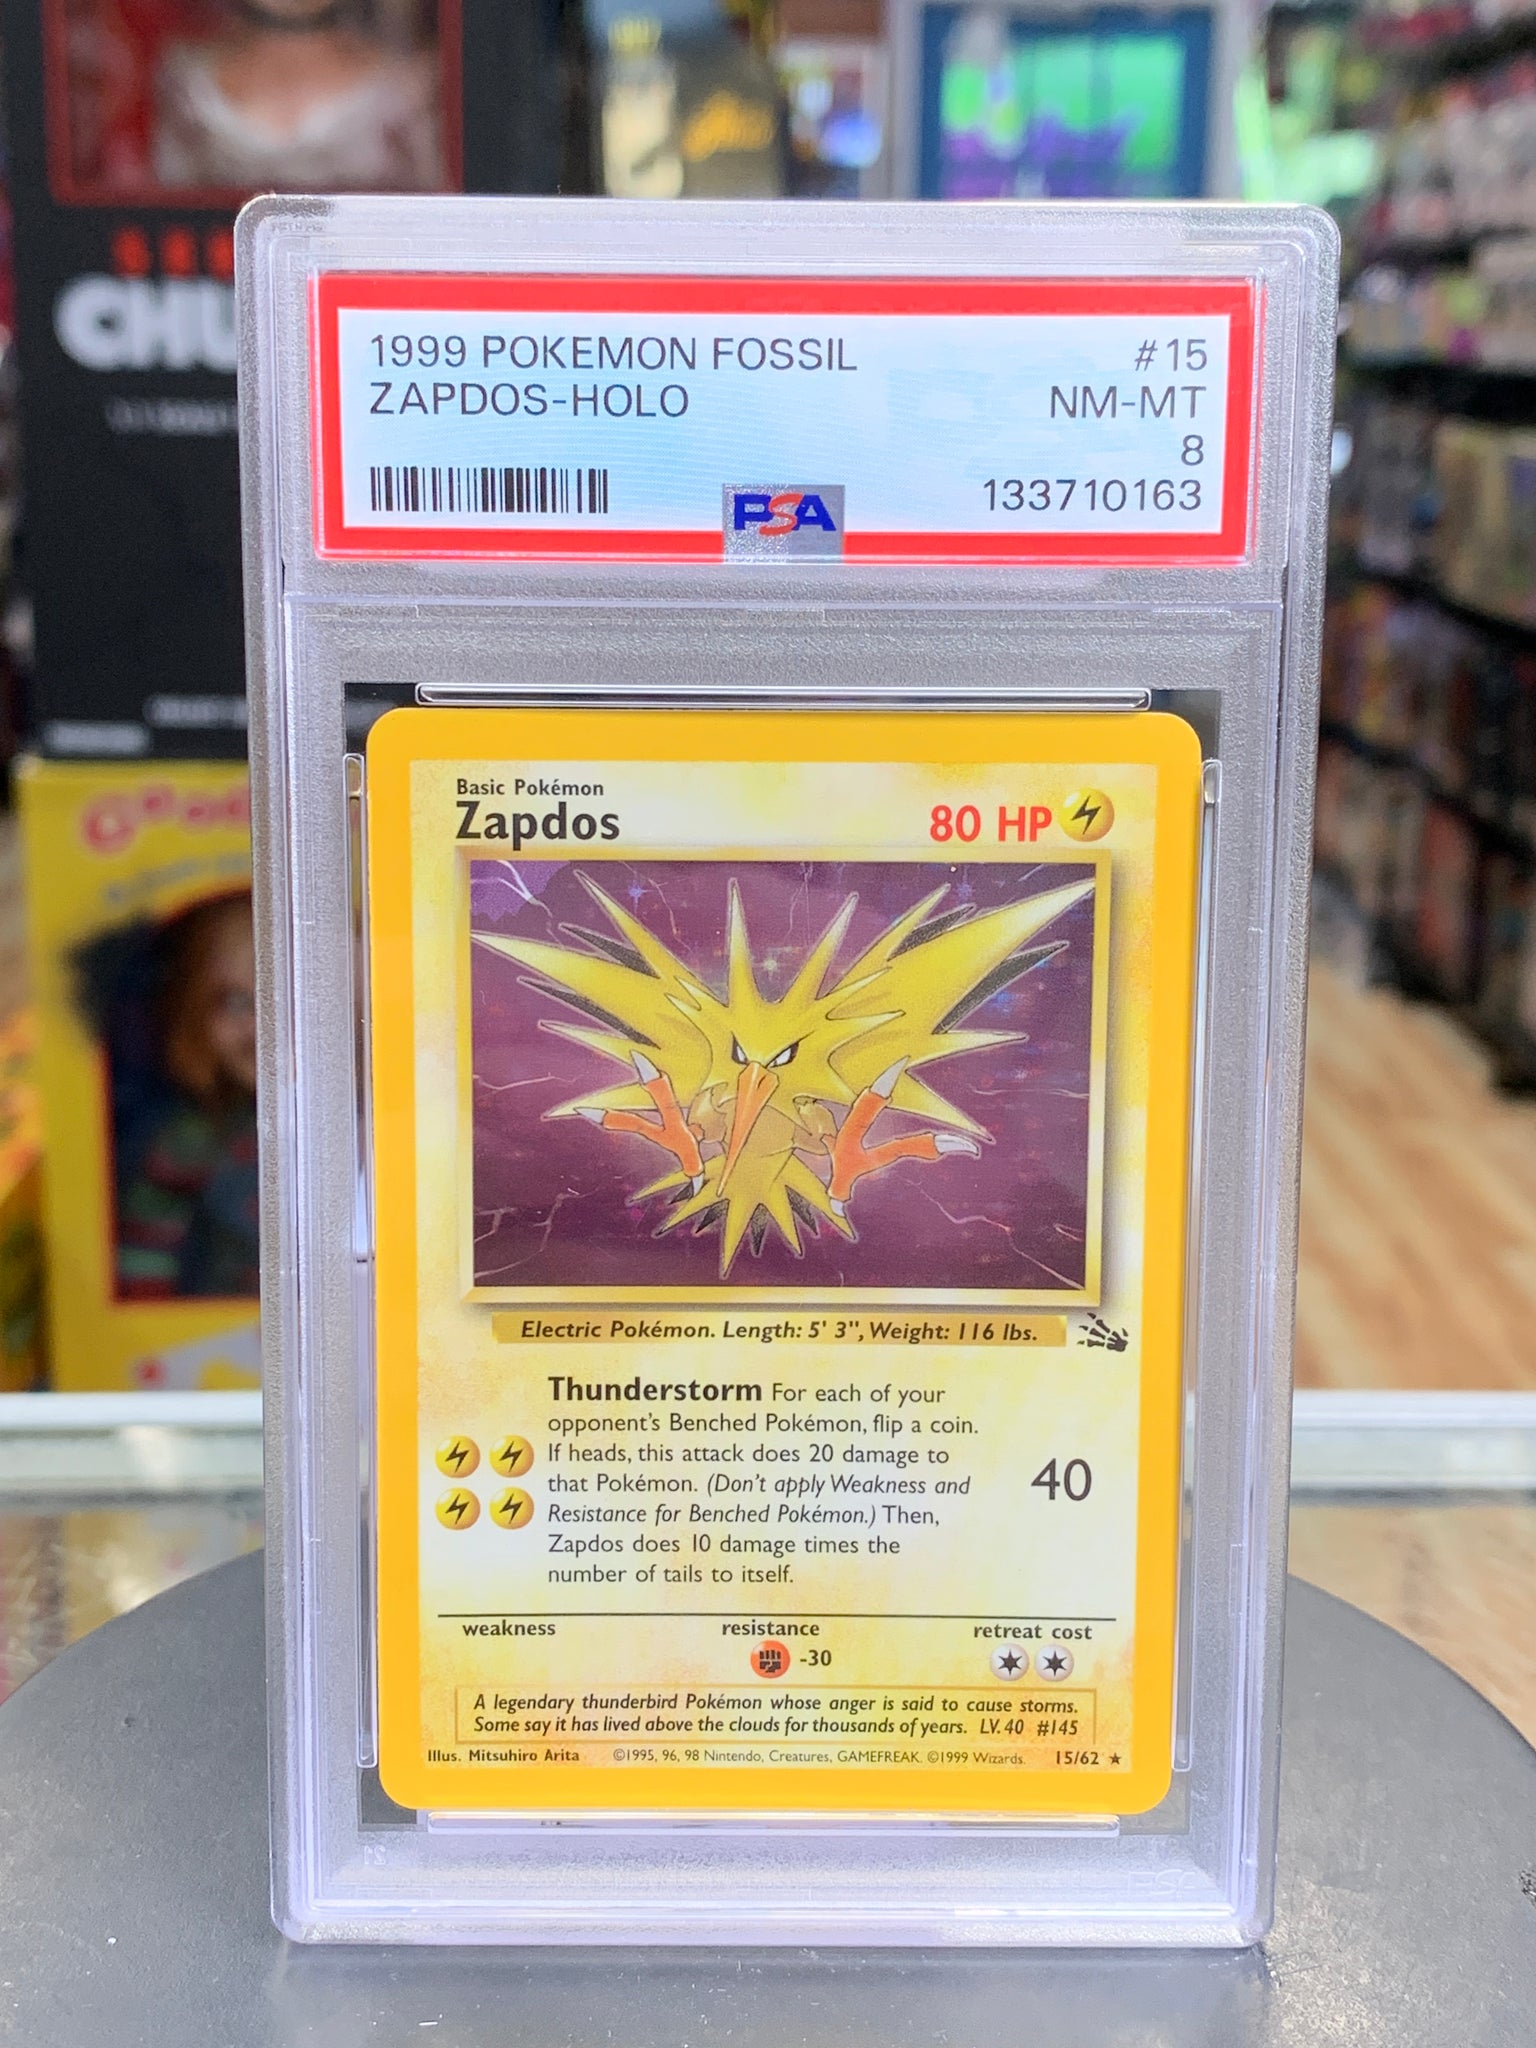 CHU
1999 POKEMON FOSSIL #15
ZAPDOS-HOLO NM-MT
8
PSA 133710163
Basic Pokémon
Zapdos 80 HP
Electric Pokémon. Length: 5' 3", Weight: 116 lbs.
Thunderstorm For each of your
opponent's Benched Pokémon, flip a coin.
If heads, this attack does 20 damage to
that Pokémon. (Don't apply Weakness and
Resistance for Benched Pokémon.) Then,
Zapdos does 10 damage times the
number of tails to itself.
40
weakness resistance retreat cost
-30
A legendary thunderbird Pokémon whose anger is said to cause storms.
Some say it has lived above the clouds for thousands of years. LV. 40 #145
Illus. Mitsuhiro Arita ©1995, 96, 98 Nintendo, Creatures, GAMEFREAK. ©1999 Wizards. 15/62 ★